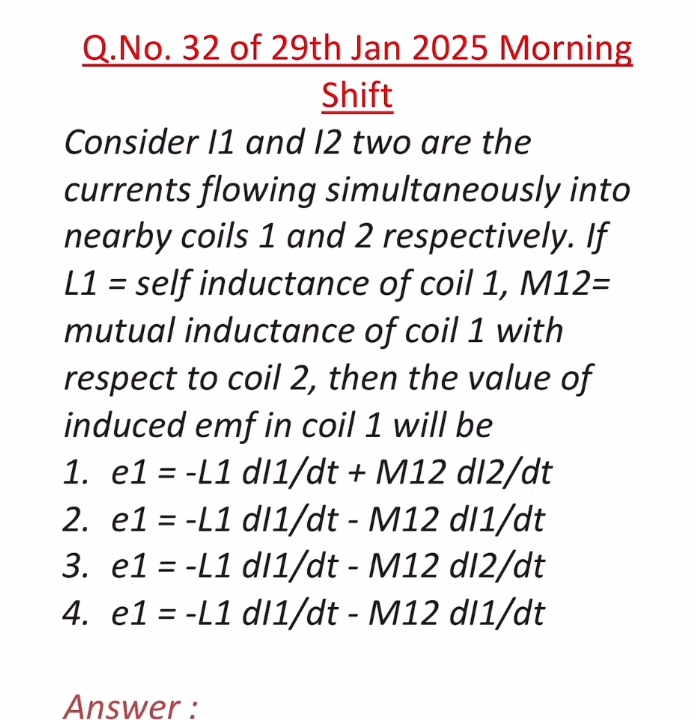 Q.No. 32 of 29th Jan 2025 Morning
Shift
Consider I1 and I2 two are the
currents flowing simultaneously into
nearby coils 1 and 2 respectively. If
L1 = self inductance of coil 1, M12=
mutual inductance of coil 1 with
respect to coil 2, then the value of
induced emf in coil 1 will be
1. e1 = -L1 dI1/dt + M12 dI2/dt
2. e1 = -L1 dI1/dt - M12 dI1/dt
3. e1 = -L1 dI1/dt - M12 dI2/dt
4. e1 = -L1 dI1/dt - M12 dI1/dt
Answer :